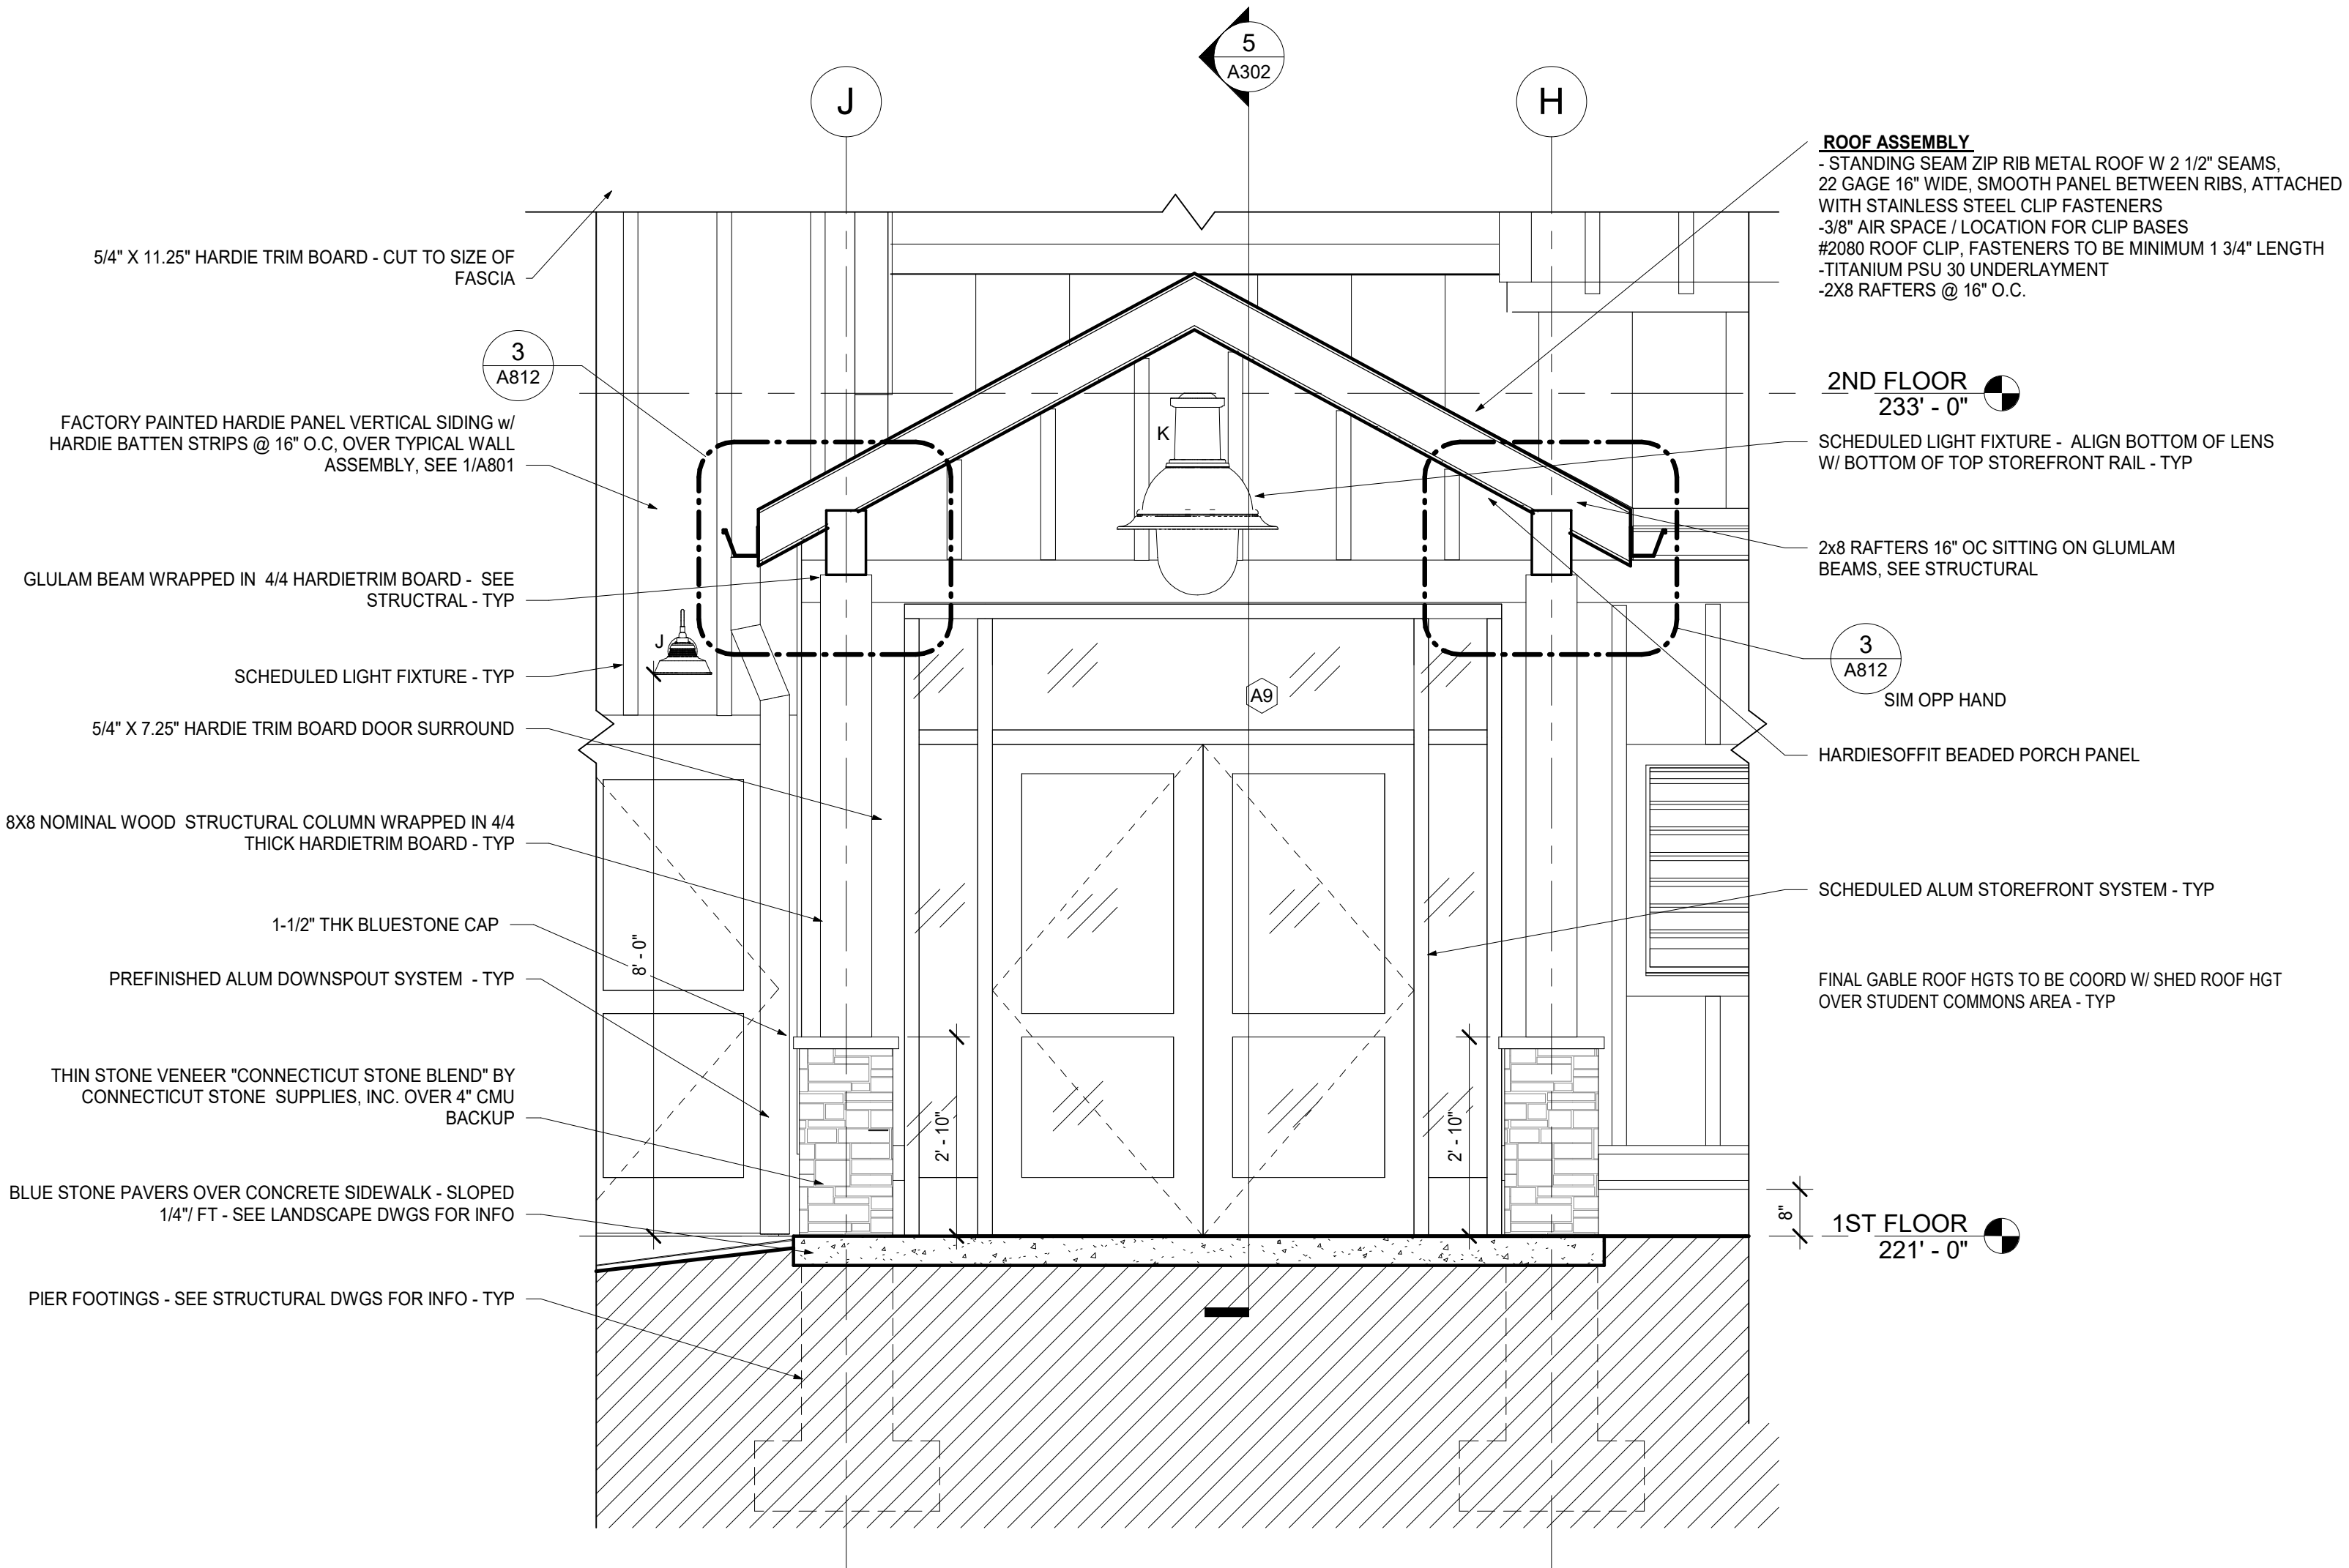 5
A302
J
H
ROOF ASSEMBLY
- STANDING SEAM ZIP RIB METAL ROOF W 2 1/2" SEAMS,
22 GAGE 16" WIDE, SMOOTH PANEL BETWEEN RIBS, ATTACHED
WITH STAINLESS STEEL CLIP FASTENERS
-3/8" AIR SPACE / LOCATION FOR CLIP BASES
#2080 ROOF CLIP, FASTENERS TO BE MINIMUM 1 3/4" LENGTH
-TITANIUM PSU 30 UNDERLAYMENT
-2X8 RAFTERS @ 16" O.C.
5/4" X 11.25" HARDIE TRIM BOARD - CUT TO SIZE OF
FASCIA
3
A812
2ND FLOOR
233' - 0"
FACTORY PAINTED HARDIE PANEL VERTICAL SIDING w/
HARDIE BATTEN STRIPS @ 16" O.C, OVER TYPICAL WALL
ASSEMBLY, SEE 1/A801
K
SCHEDULED LIGHT FIXTURE - ALIGN BOTTOM OF LENS
W/ BOTTOM OF TOP STOREFRONT RAIL - TYP
2x8 RAFTERS 16" OC SITTING ON GLUMLAM
BEAMS, SEE STRUCTURAL
GLULAM BEAM WRAPPED IN 4/4 HARDIETRIM BOARD - SEE
STRUCTRAL - TYP
J
3
A812
SIM OPP HAND
SCHEDULED LIGHT FIXTURE - TYP
A9
5/4" X 7.25" HARDIE TRIM BOARD DOOR SURROUND
HARDIESOFFIT BEADED PORCH PANEL
8X8 NOMINAL WOOD STRUCTURAL COLUMN WRAPPED IN 4/4
THICK HARDIETRIM BOARD - TYP
SCHEDULED ALUM STOREFRONT SYSTEM - TYP
1-1/2" THK BLUESTONE CAP
8' - 0"
PREFINISHED ALUM DOWNSPOUT SYSTEM - TYP
FINAL GABLE ROOF HGTS TO BE COORD W/ SHED ROOF HGT
OVER STUDENT COMMONS AREA - TYP
THIN STONE VENEER "CONNECTICUT STONE BLEND" BY
CONNECTICUT STONE SUPPLIES, INC. OVER 4" CMU
BACKUP
2' - 10"
2' - 10"
BLUE STONE PAVERS OVER CONCRETE SIDEWALK - SLOPED
1/4"/ FT - SEE LANDSCAPE DWGS FOR INFO
8"
1ST FLOOR
221' - 0"
PIER FOOTINGS - SEE STRUCTURAL DWGS FOR INFO - TYP